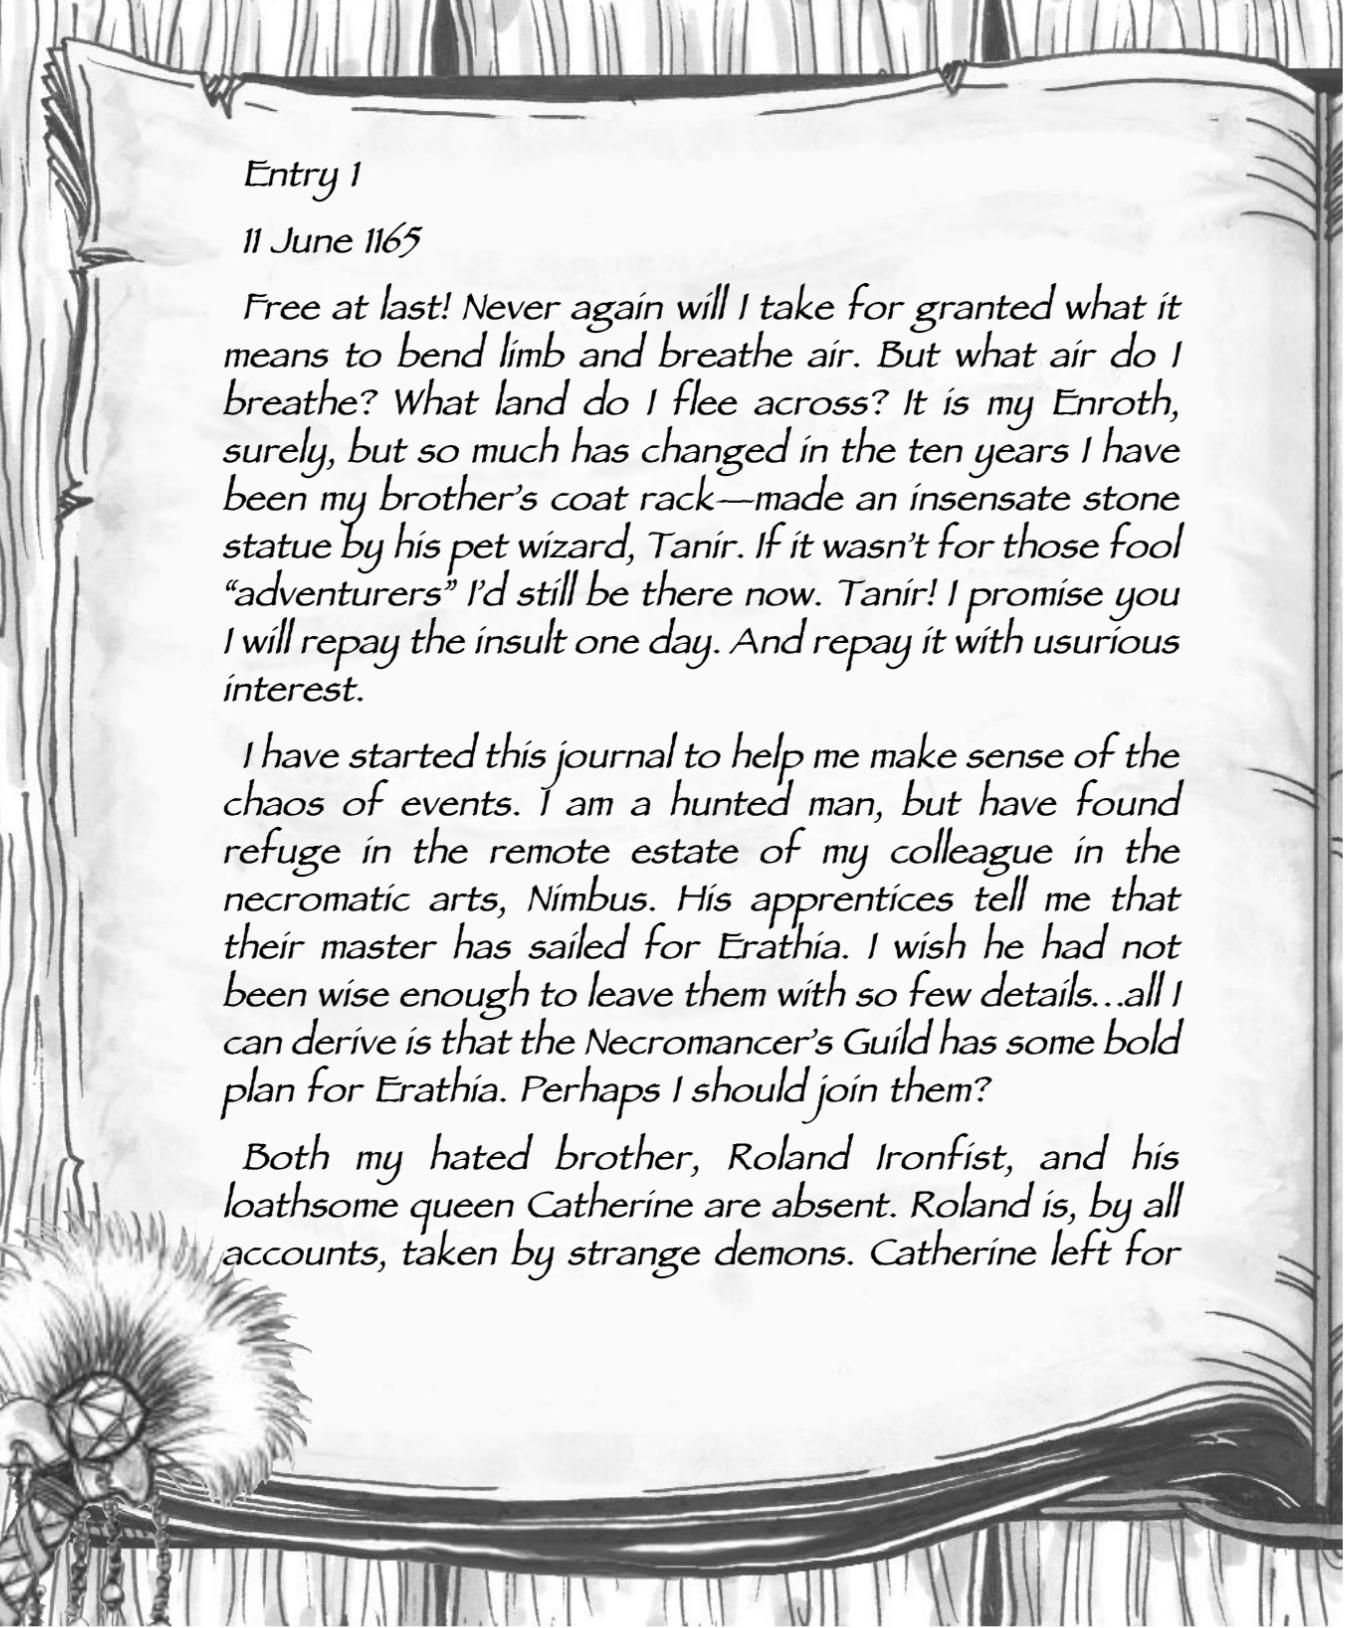 Entry 1
11 June 1165
Free at last! Never again will I take for granted what it
means to bend limb and breathe air. But what air do I
breathe? What land do I flee across? It is my Enroth,
surely, but so much has changed in the ten years I have
been my brother's coat rack—made an insensate stone
statue by his pet wizard, Tanir. If it wasn't for those fool
“adventurers” I'd still be there now. Tanir! I promise you
I will repay the insult one day. And repay it with usurious
interest.
I have started this journal to help me make sense of the
chaos of events. I am a hunted man, but have found
refuge in the remote estate of my colleague in the
necromatic arts, Nimbus. His apprentices tell me that
their master has sailed for Erathia. I wish he had not
been wise enough to leave them with so few details…all I
can derive is that the Necromancer's Guild has some bold
plan for Erathia. Perhaps I should join them?
Both my hated brother, Roland Ironfist, and his
loathsome queen Catherine are absent. Roland is, by all
accounts, taken by strange demons. Catherine left for